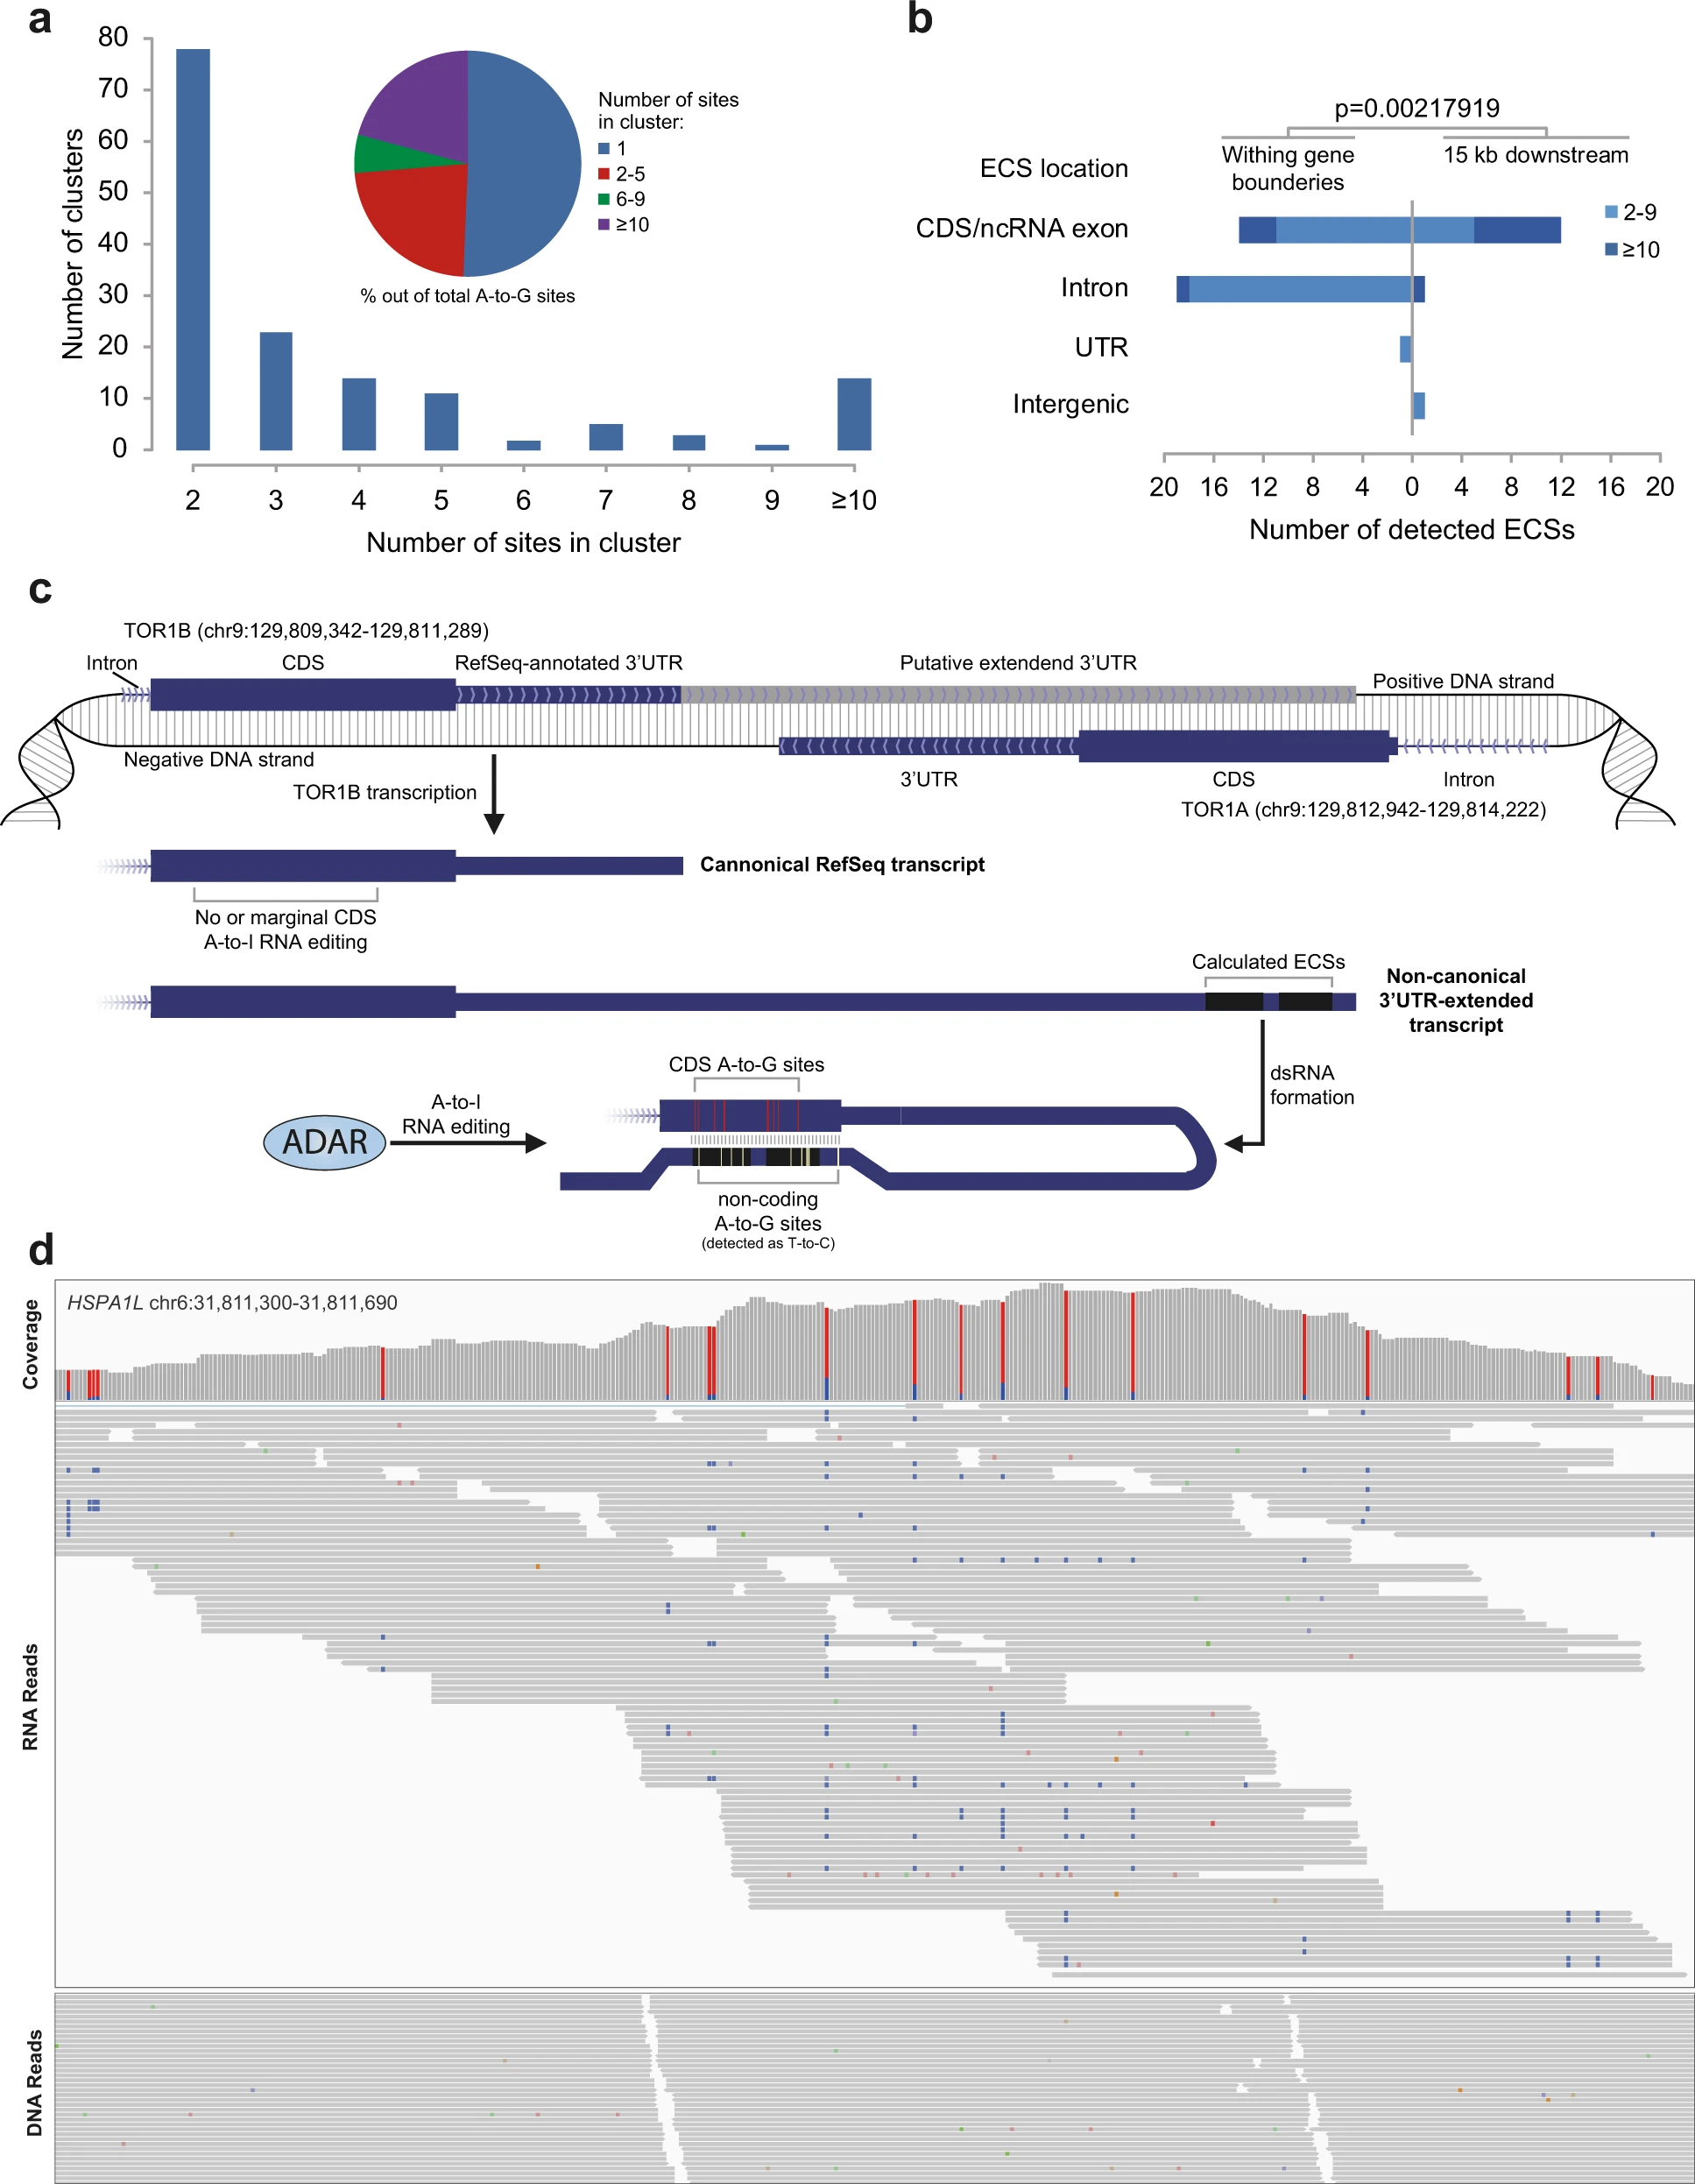 a
80
70
60
50
40
30
20
10
0
Number of clusters
2 3 4 5 6 7 8 9 ≥10
Number of sites in cluster
Number of sites
in cluster:
1
2-5
6-9
≥10
% out of total A-to-G sites
b
p=0.00217919
ECS location
Withing gene
bounderies
15 kb downstream
CDS/ncRNA exon
Intron
UTR
Intergenic
2-9
≥10
20 16 12 8 4 0 4 8 12 16 20
Number of detected ECSs
c
TOR1B (chr9:129,809,342-129,811,289)
Intron CDS RefSeq-annotated 3'UTR Putative extendend 3'UTR
Positive DNA strand
Negative DNA strand
3'UTR CDS Intron
TOR1A (chr9:129,812,942-129,814,222)
TOR1B transcription
Cannonical RefSeq transcript
No or marginal CDS
A-to-I RNA editing
Calculated ECSs
Non-canonical
3'UTR-extended
transcript
CDS A-to-G sites
dsRNA
formation
ADAR
A-to-I
RNA editing
non-coding
A-to-G sites
(detected as T-to-C)
d
HSPA1L chr6:31,811,300-31,811,690
Coverage
RNA Reads
DNA Reads